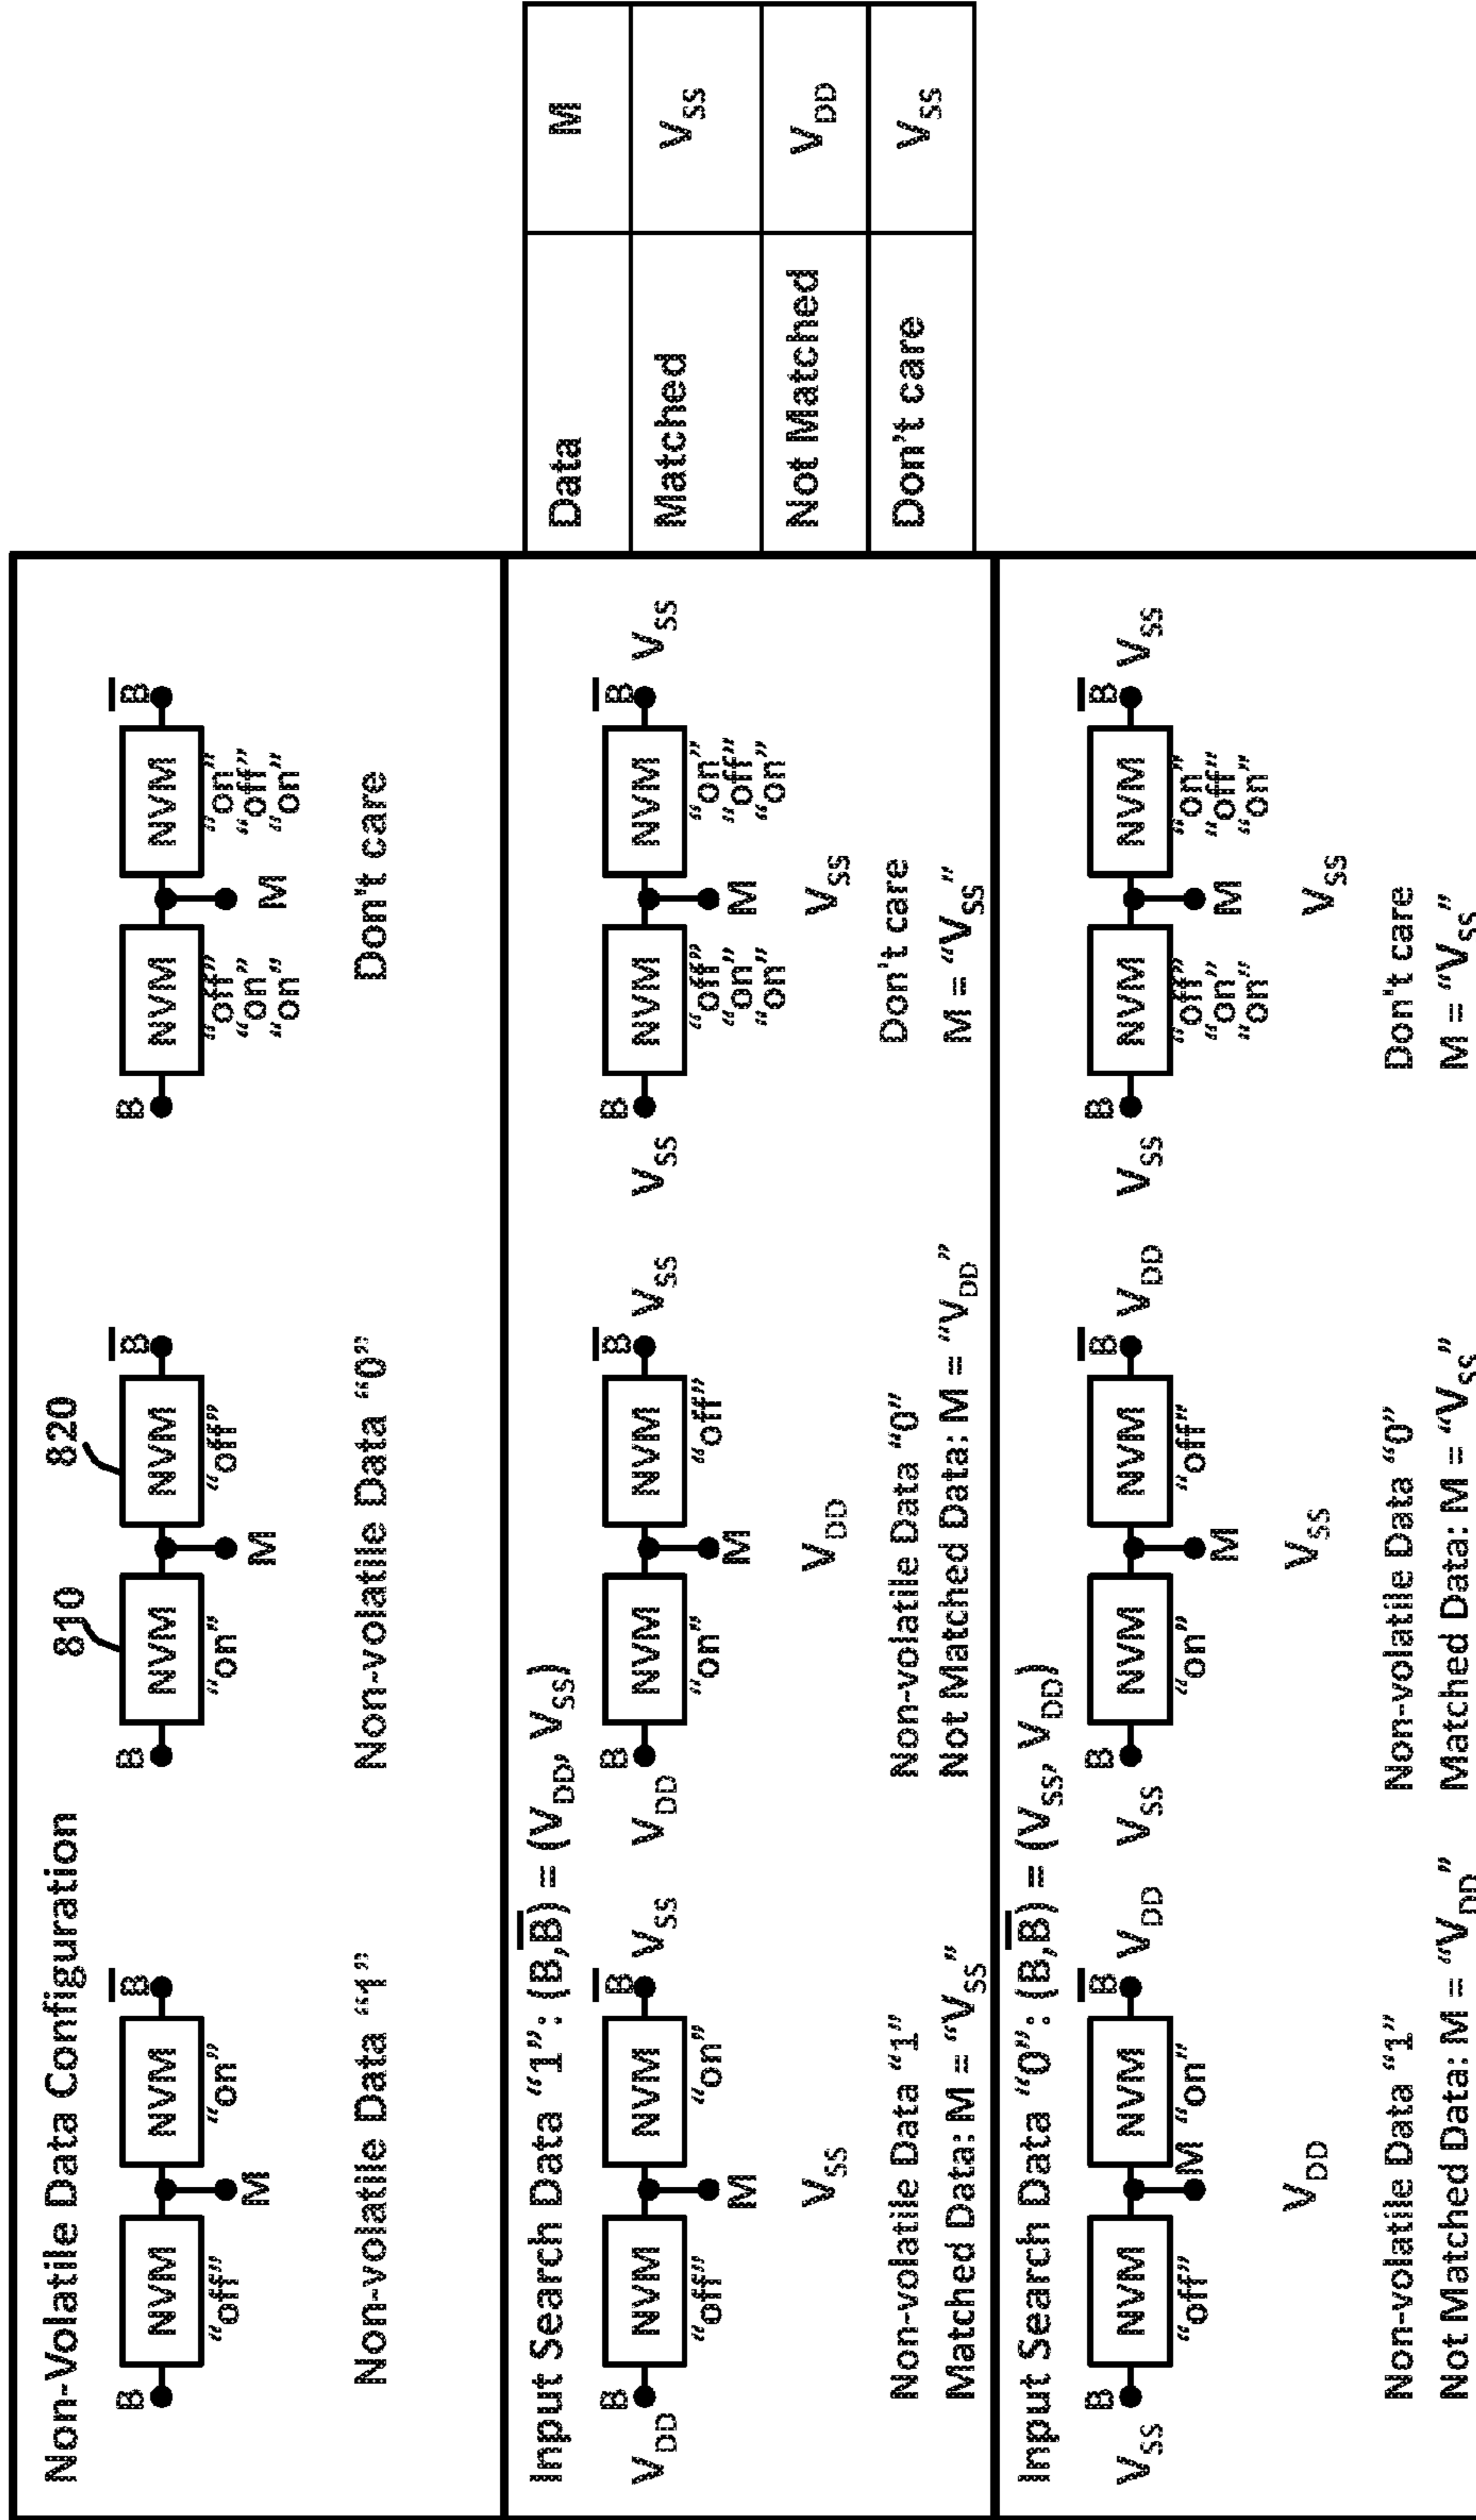 Non-Volatile Data Configuration
810 820
B NVM NVM B B NVM NVM B B NVM NVM B
"off" M "on" "on" M "off" "off" M "on"
"on" "off"
"on" "on"
Non-volatile Data "1" Non-volatile Data "0" Don't care
Input Search Data "1": (B,B) = (VDD, VSS)
B NVM NVM B B NVM NVM B B NVM NVM B
VDD VSS VDD VSS VSS VSS
"off" M "on" "on" M "off" "off" M "on"
"on" "off"
"on" "on"
VSS VDD VSS
Non-volatile Data "1" Non-volatile Data "0" Don't care
Matched Data: M = "VSS" Not Matched Data: M = "VDD" M = "VSS"
Input Search Data "0": (B,B) = (VSS, VDD)
B NVM NVM B B NVM NVM B B NVM NVM B
VSS VDD VSS VDD VSS VSS
"off" M "on" "on" M "off" "off" M "on"
"on" "off"
"on" "on"
VDD VSS VSS
Non-volatile Data "1" Non-volatile Data "0" Don't care
Not Matched Data: M = "VDD" Matched Data: M = "VSS" M = "VSS"
Data M
Matched VSS
Not Matched VDD
Don't care VSS